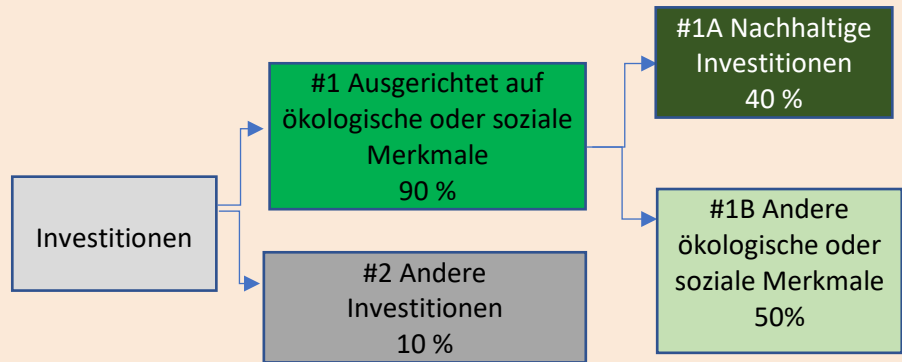 Investitionen
#1 Ausgerichtet auf
ökologische oder soziale
Merkmale
90 %
#2 Andere
Investitionen
10 %
#1A Nachhaltige
Investitionen
40 %
#1B Andere
ökologische oder
soziale Merkmale
50%